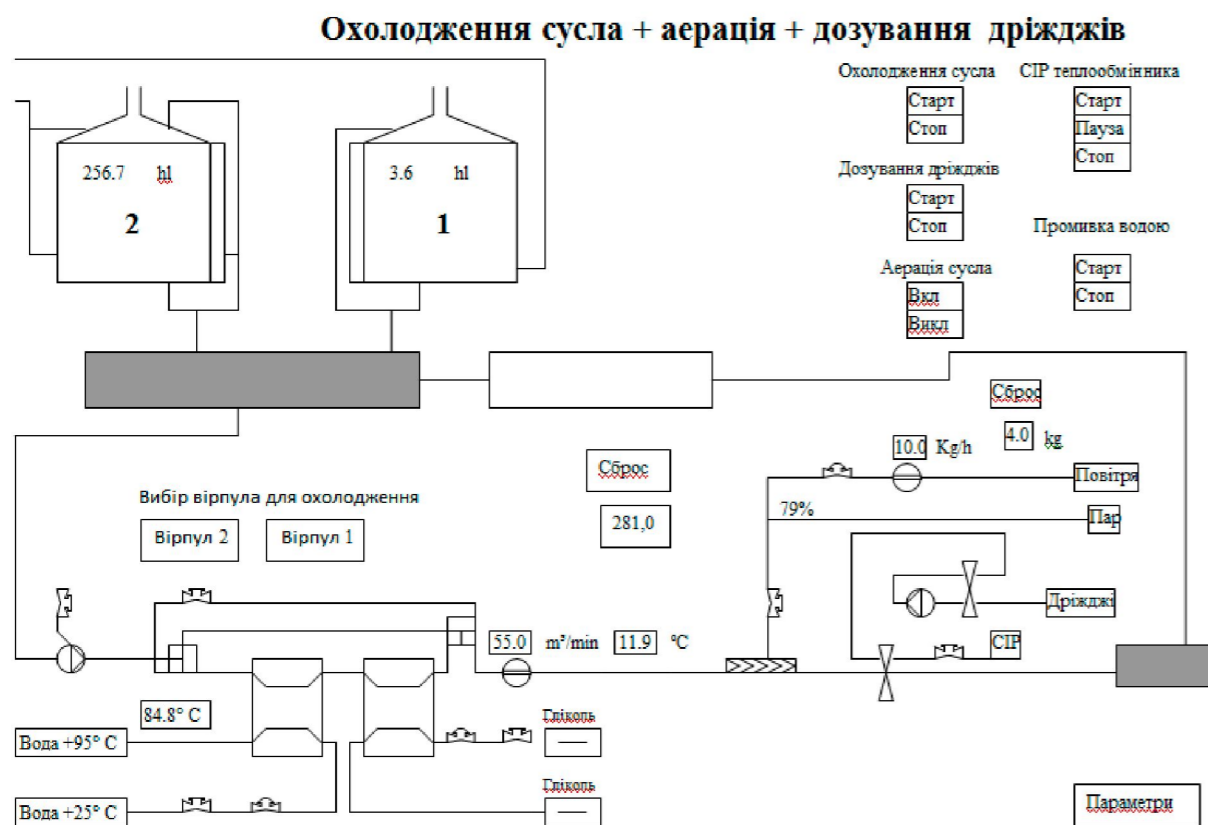 Охолодження сусла + аерація + дозування дріжджів
Охолодження сусла
СІР теплообмінника
Старт
Стоп
Старт
Пауза
Стоп
256.7 hl
2
3.6 hl
1
Дозування дріжджів
Старт
Стоп
Промивка водою
Старт
Стоп
Аерація сусла
Вкл
Викл
Сброс
10.0 Kg/h
4.0 kg
Сброс
281,0
Повітря
79%
Пар
Вибір вірпула для охолодження
Вірпул 2
Вірпул 1
Дріжджі
СІР
55.0 m³/min
11.9 °C
84.8° C
Вода +95° C
Гліколь
Вода +25° C
Гліколь
Параметри